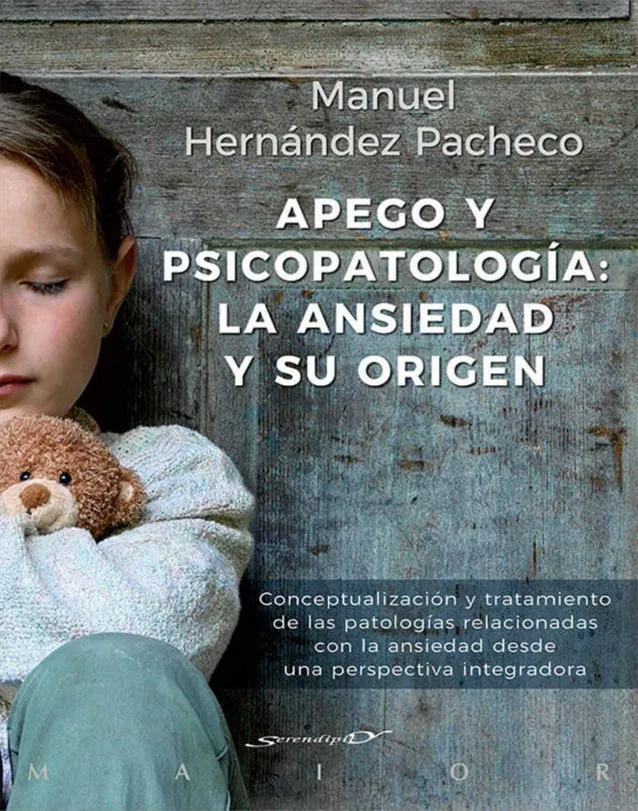 Manuel
Hernández Pacheco
APEGO Y
PSICOPATOLOGÍA:
LA ANSIEDAD
Y SU ORIGEN
Conceptualización y tratamiento
de las patologías relacionadas
con la ansiedad desde
una perspectiva integradora
Serendipity
M A I O R